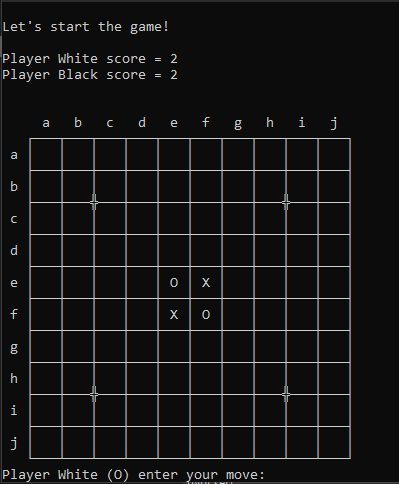 Let's start the game!
Player White score = 2
Player Black score = 2
a b c d e f g h i j
a
b
c
d
e O X
f X O
g
h
i
j
Player White (O) enter your move: